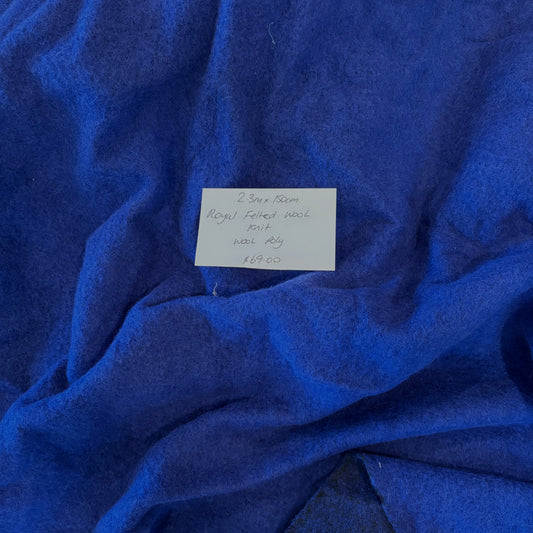 2.3m x 150cm
Royal Felted Wool
Knit
Wool Poly
$69.00